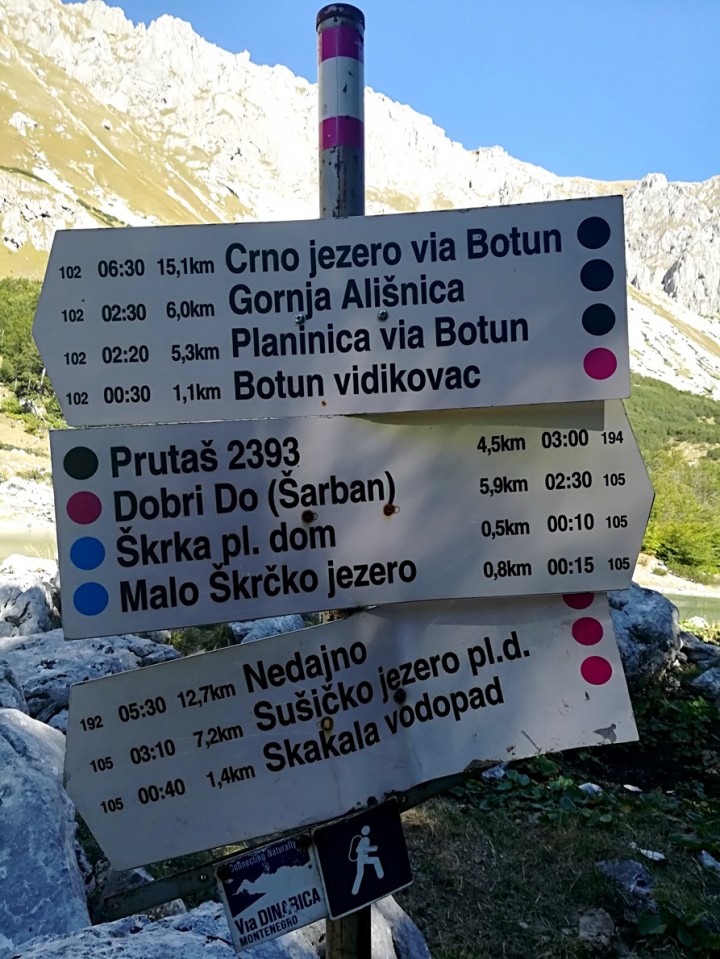 102 06:30 15,1km Crno jezero via Botun
102 02:30 6,0km Gornja Ališnica
102 02:20 5,3km Planinica via Botun
102 00:30 1,1km Botun vidikovac
Prutaš 2393 4,5km 03:00 194
Dobri Do (Šarban) 5,9km 02:30 105
Škrka pl. dom 0,5km 00:10 105
Malo Škrčko jezero 0,8km 00:15 105
192 05:30 12,7km Nedajno
105 03:10 7,2km Sušičko jezero pl.d.
105 00:40 1,4km Skakala vodopad
Connecting Naturally
Via DINARICA
MONTENEGRO